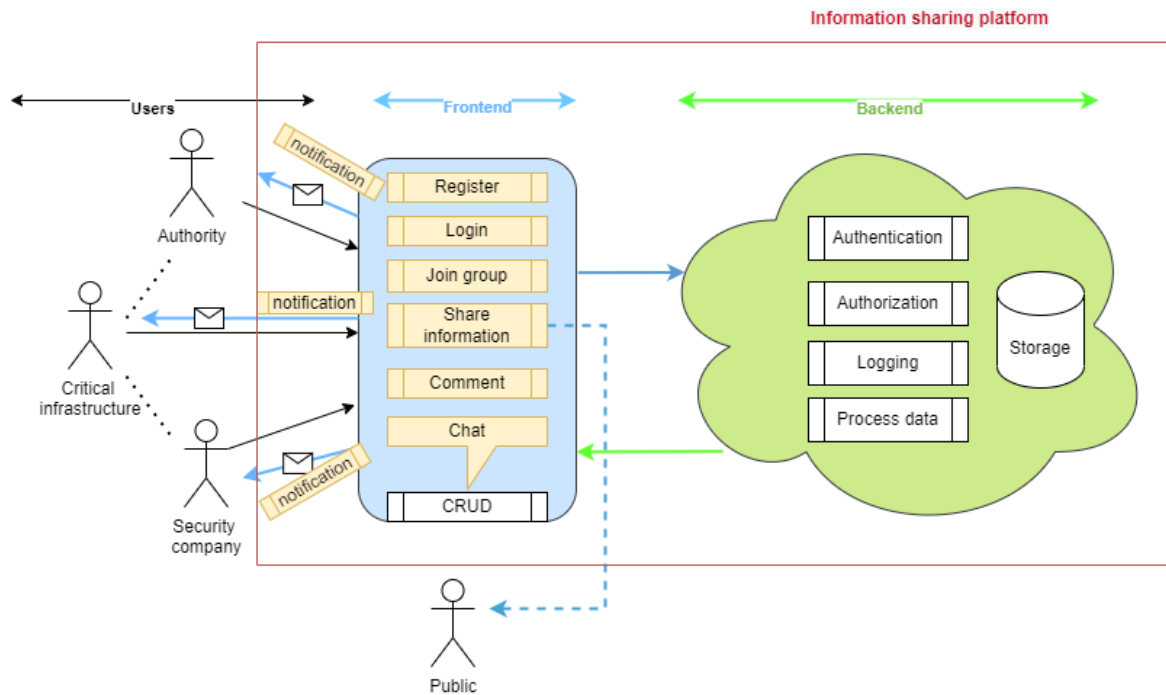 Information sharing platform
Users
Frontend
Backend
notification
Register
Login
Authority
Join group
notification
Share
information
Comment
Critical
infrastructure
Chat
notification
CRUD
Security
company
Authentication
Authorization
Logging
Process data
Storage
Public